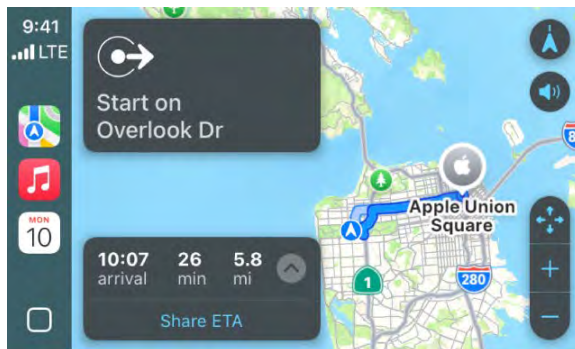 9:41
LTE
MON
10
Start on
Overlook Dr
10:07
arrival
26
min
5.8
mi
Share ETA
Apple Union
Square
1
280
8